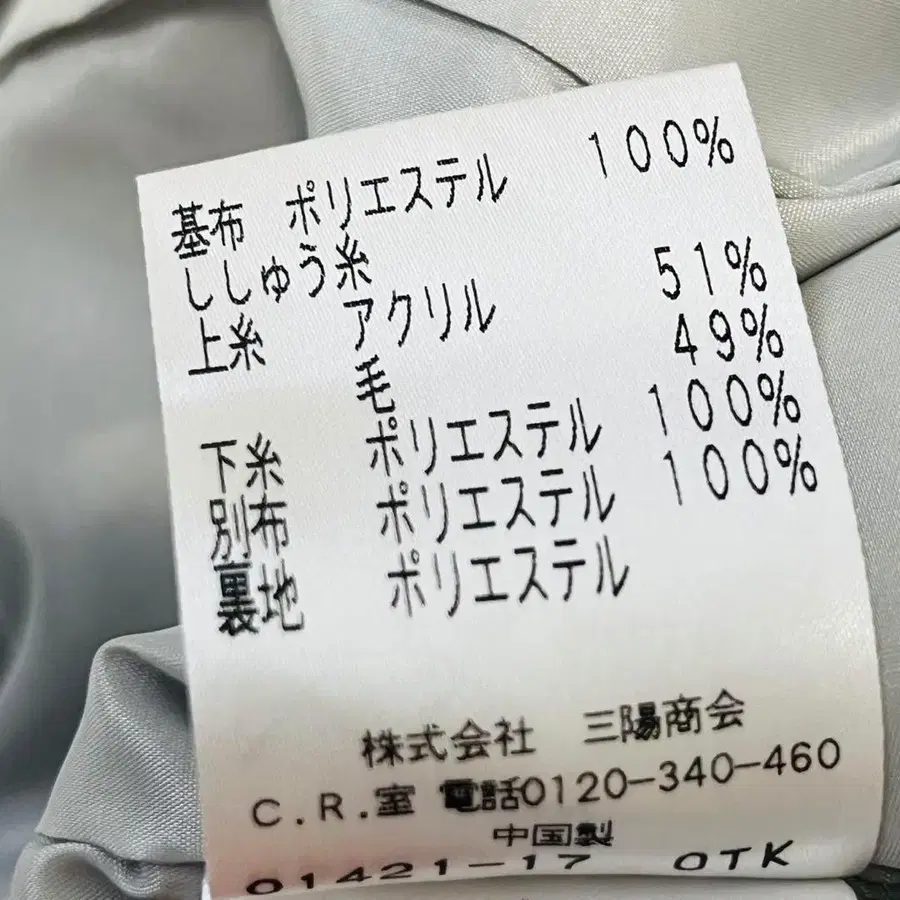 基布 ポリエステル 100%
ししゅう糸
上糸 アクリル 51%
毛 49%
下糸 ポリエステル 100%
別布 ポリエステル 100%
裏地 ポリエステル
株式会社 三陽商会
C.R.室 電話0120-340-460
中国製
01421-17 OTK